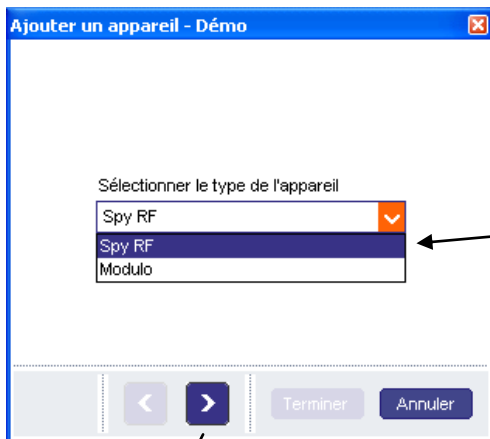 Ajouter un appareil - Démo
Sélectionner le type de l'appareil
Spy RF
Spy RF
Modulo
Terminer
Annuler